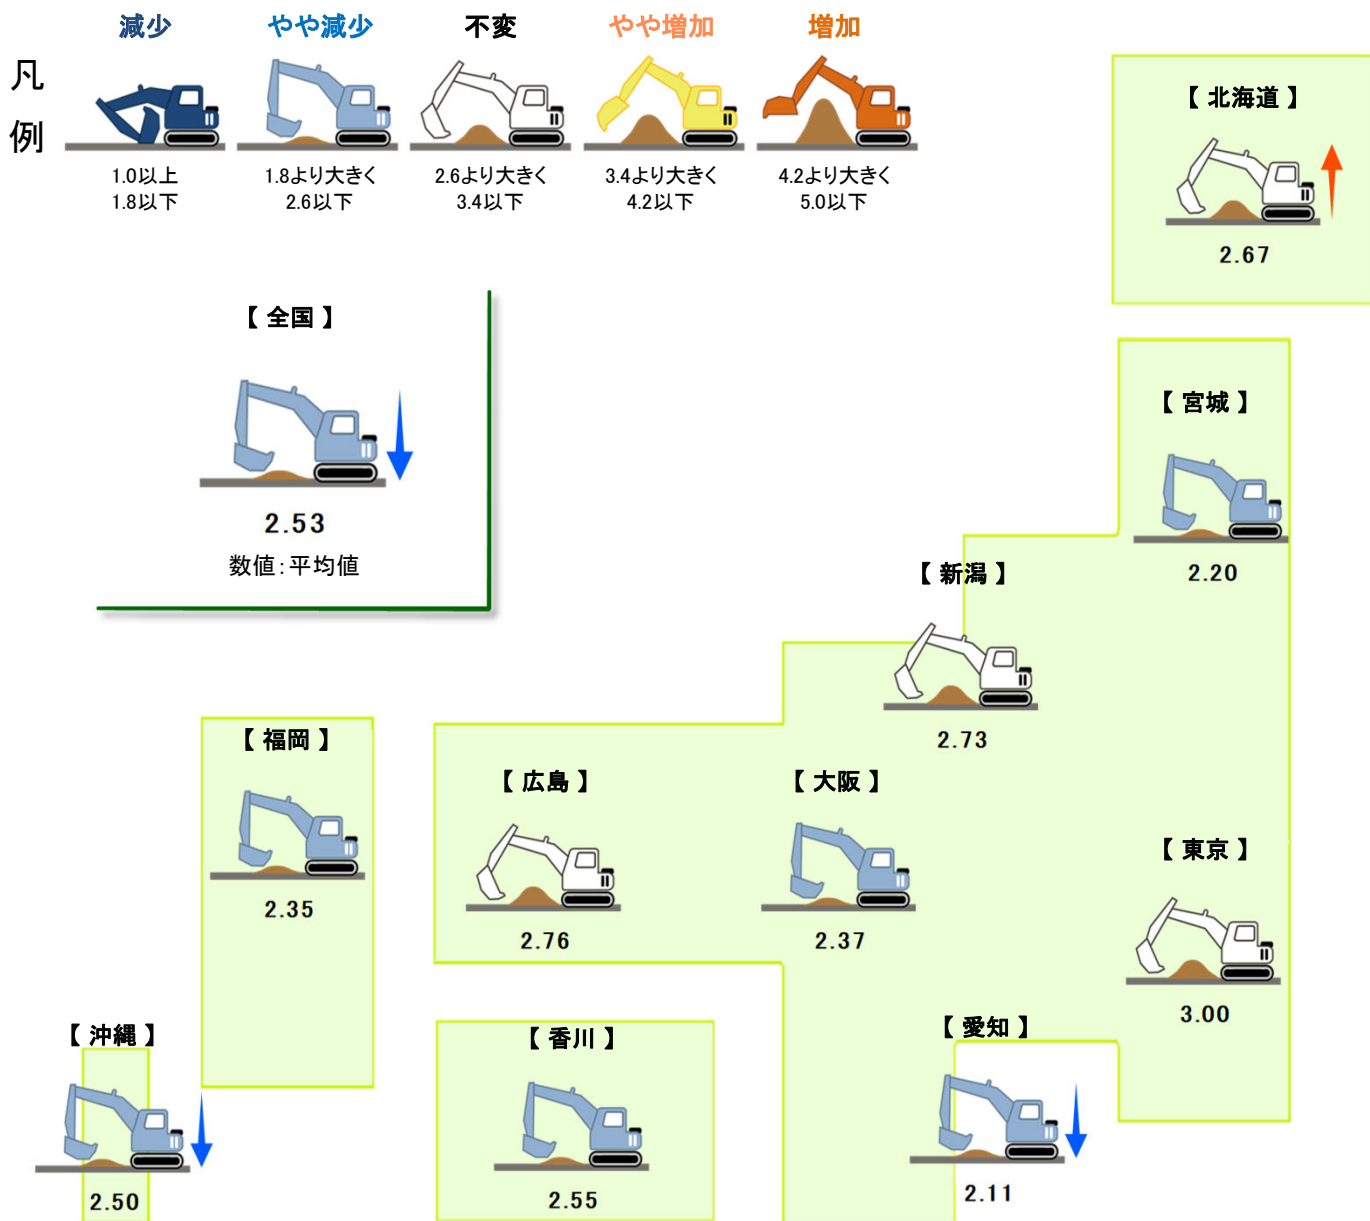 減少 やや減少 不変 やや増加 増加
凡
例
1.0以上 1.8より大きく 2.6より大きく 3.4より大きく 4.2より大きく
1.8以下 2.6以下 3.4以下 4.2以下 5.0以下
【 北海道 】
2.67
【 全国 】
2.53
数値：平均値
【 宮城 】
2.20
【 新潟 】
2.73
【 福岡 】
2.35
【 広島 】
2.76
【 大阪 】
2.37
【 東京 】
3.00
【 沖縄 】
2.50
【 香川 】
2.55
【 愛知 】
2.11